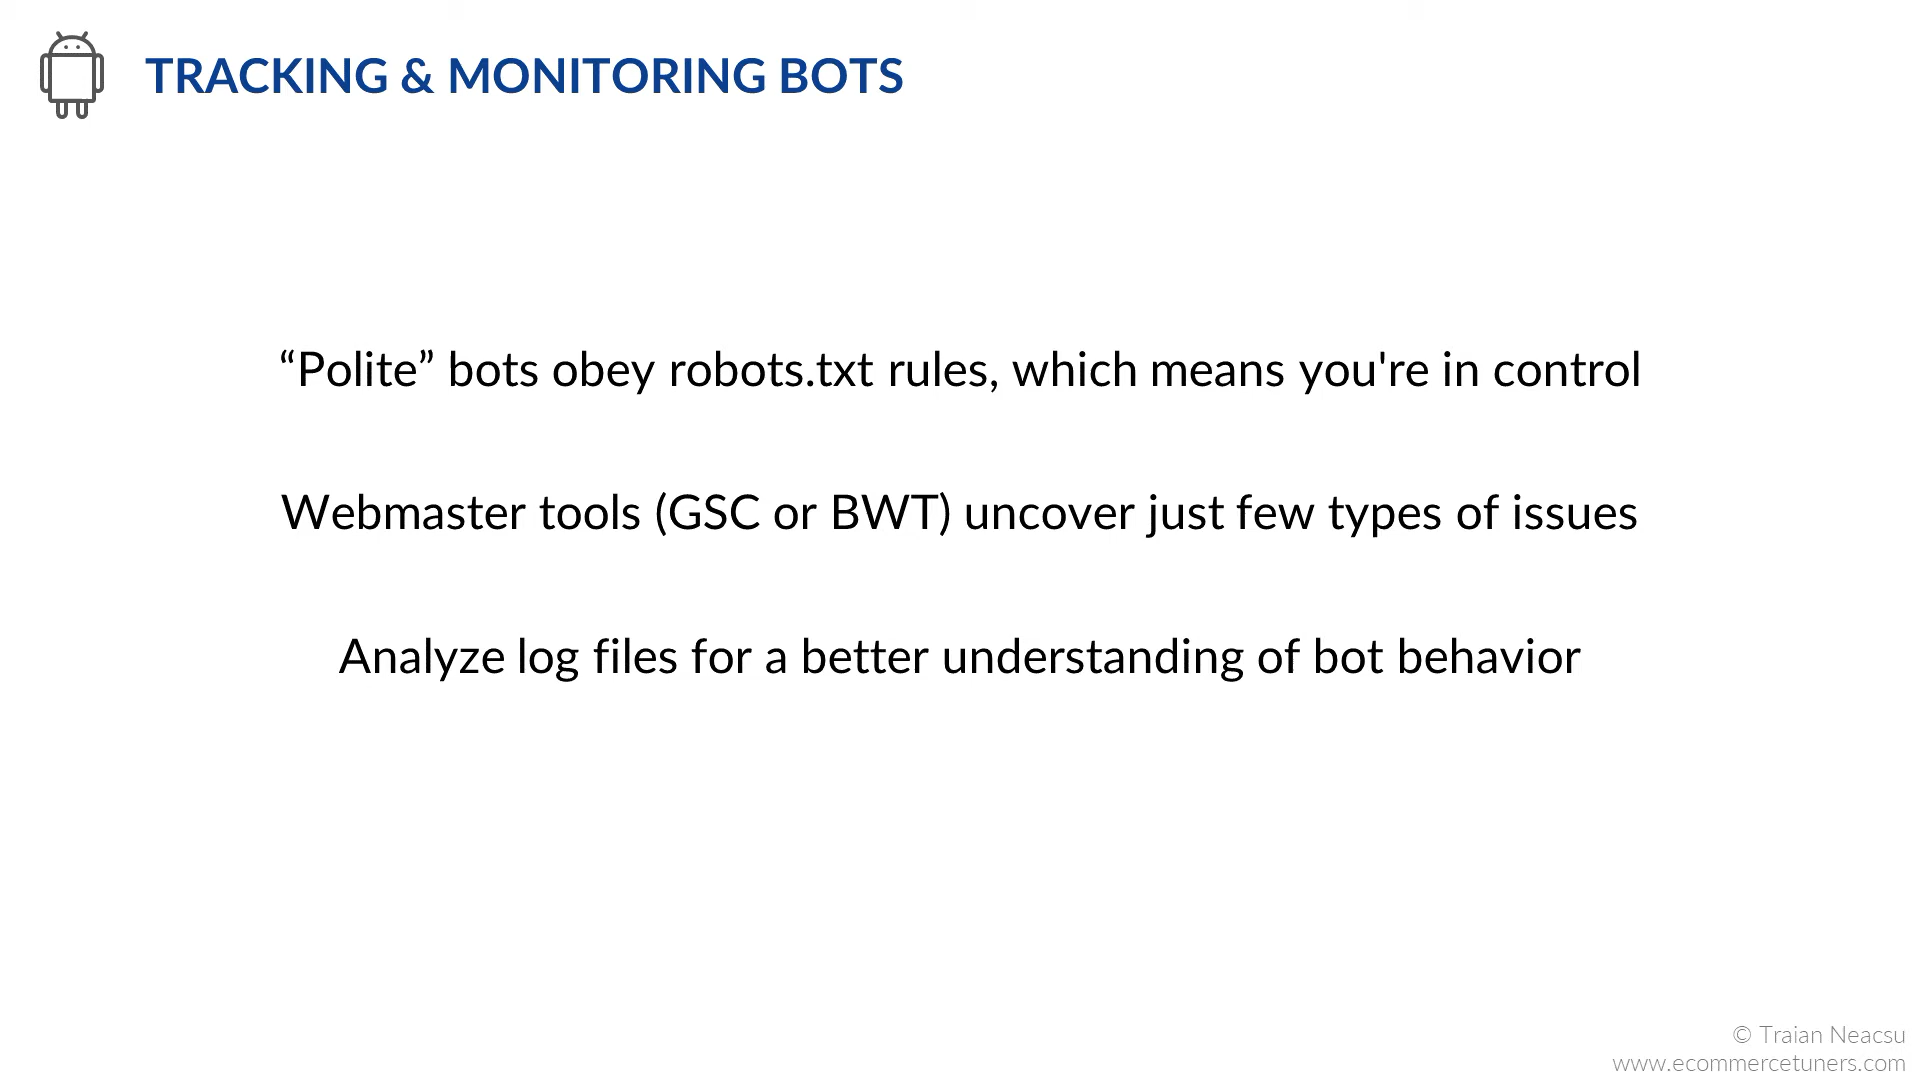 TRACKING & MONITORING BOTS
“Polite” bots obey robots.txt rules, which means you're in control
Webmaster tools (GSC or BWT) uncover just few types of issues
Analyze log files for a better understanding of bot behavior
© Traian Neacsu
www.ecommercetuners.com